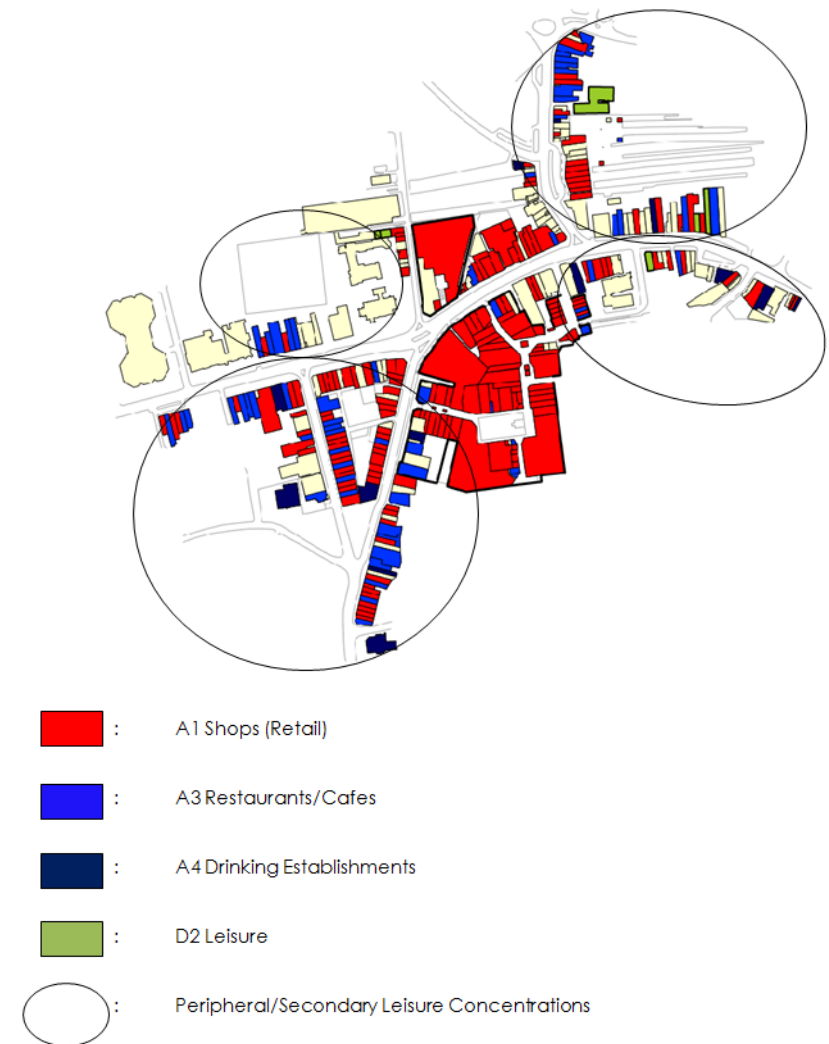 : A1 Shops (Retail)
: A3 Restaurants/Cafes
: A4 Drinking Establishments
: D2 Leisure
: Peripheral/Secondary Leisure Concentrations